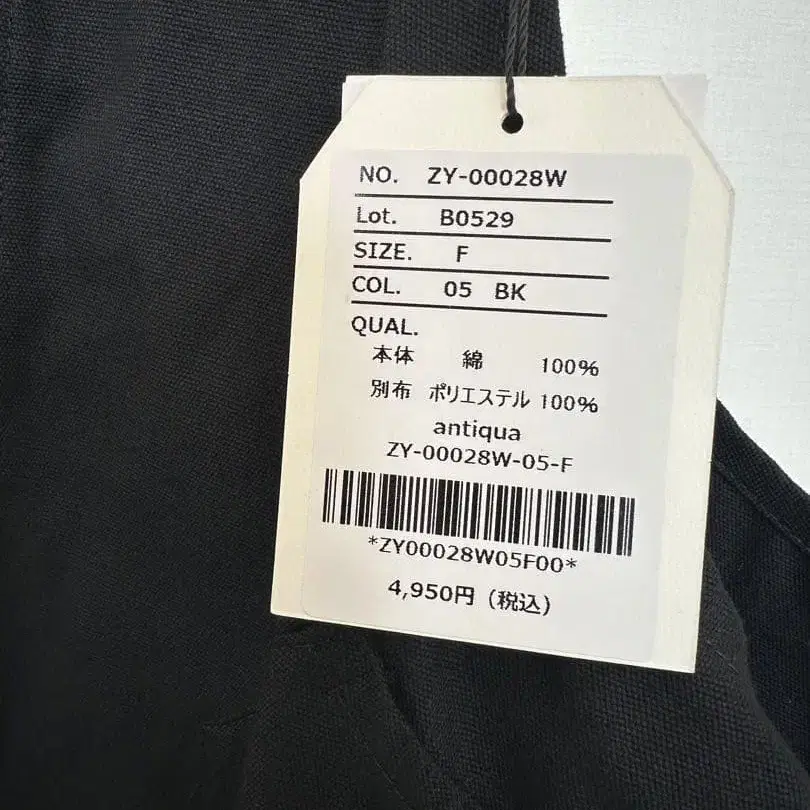 NO. ZY-00028W
Lot. B0529
SIZE. F
COL. 05 BK
QUAL.
本体 綿 100%
別布 ポリエステル 100%
antiqua
ZY-00028W-05-F
*ZY00028W05F00*
4,950円（税込）